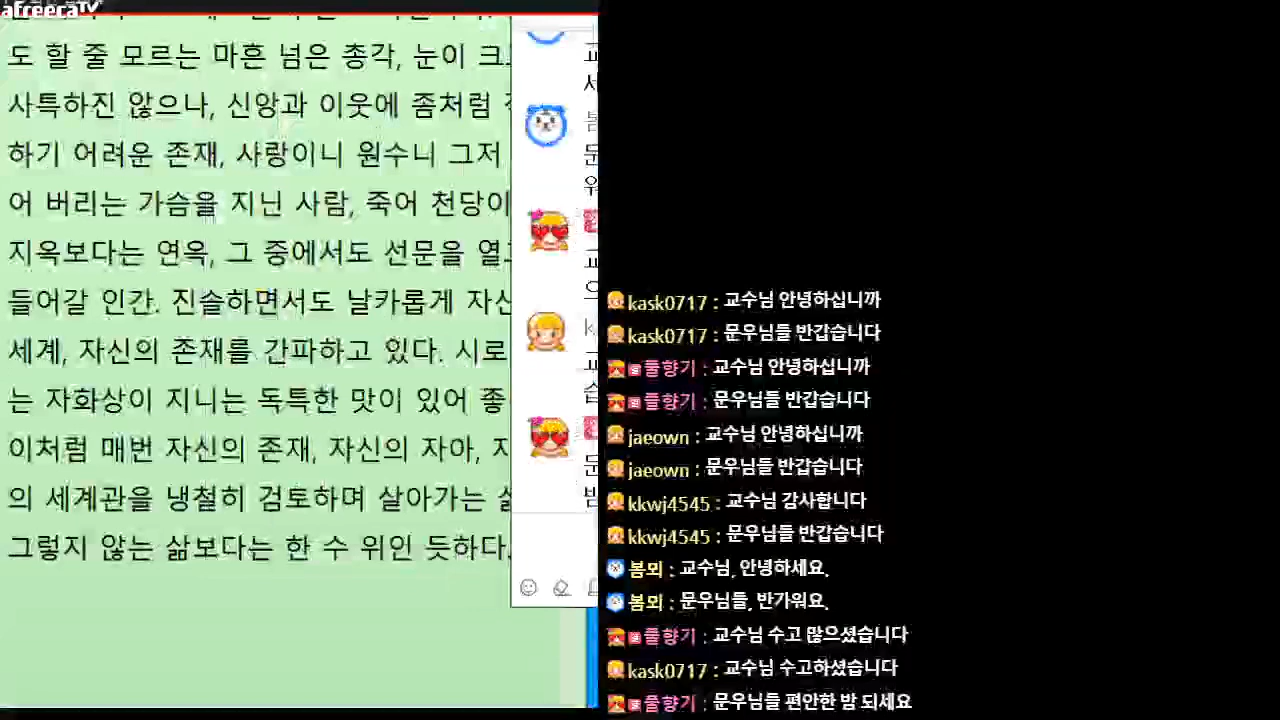 afreecaTV
도 할 줄 모르는 마흔 넘은 총각, 눈이 크
사특하진 않으나, 신앙과 이웃에 좀처럼
하기 어려운 존재, 사랑이니 원수니 그저
어 버리는 가슴을 지닌 사람, 죽어 천당이
지옥보다는 연옥, 그 중에서도 선문을 열
들어갈 인간. 진솔하면서도 날카롭게 자신
세계, 자신의 존재를 간파하고 있다. 시로
는 자화상이 지니는 독특한 맛이 있어 좋
이처럼 매번 자신의 존재, 자신의 자아, 자
의 세계관을 냉철히 검토하며 살아가는
그렇지 않는 삶보다는 한 수 위인 듯하다.
kask0717 : 교수님 안녕하십니까
kask0717 : 문우님들 반갑습니다
풀향기 : 교수님 안녕하십니까
풀향기 : 문우님들 반갑습니다
jaeown : 교수님 안녕하십니까
jaeown : 문우님들 반갑습니다
kkwj4545 : 교수님 감사합니다
kkwj4545 : 문우님들 반갑습니다
봄뫼 : 교수님, 안녕하세요.
봄뫼 : 문우님들, 반가워요.
풀향기 : 교수님 수고 많으셨습니다
kask0717 : 교수님 수고하셨습니다
풀향기 : 문우님들 편안한 밤 되세요